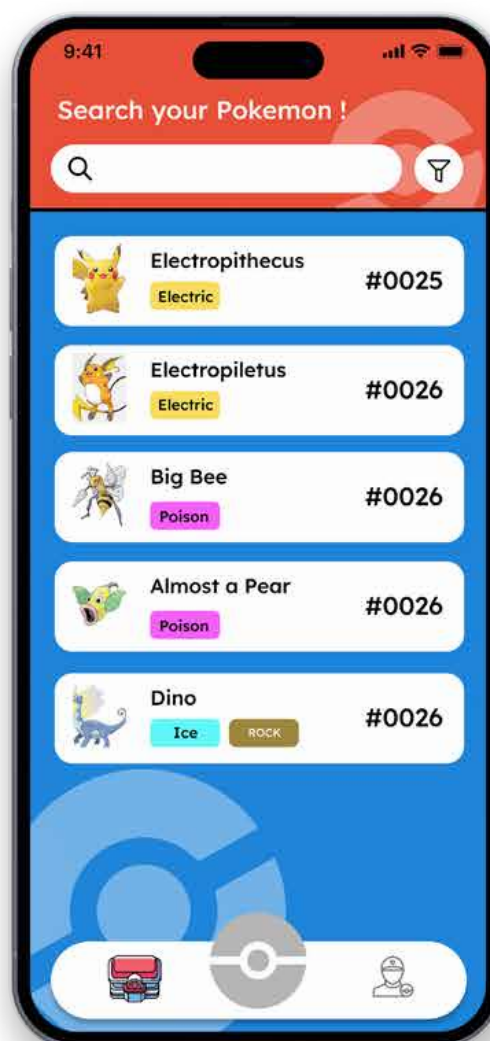 9:41
Search your Pokemon !
Electropithecus
Electric
#0025
Electropiletus
Electric
#0026
Big Bee
Poison
#0026
Almost a Pear
Poison
#0026
Dino
Ice ROCK
#0026